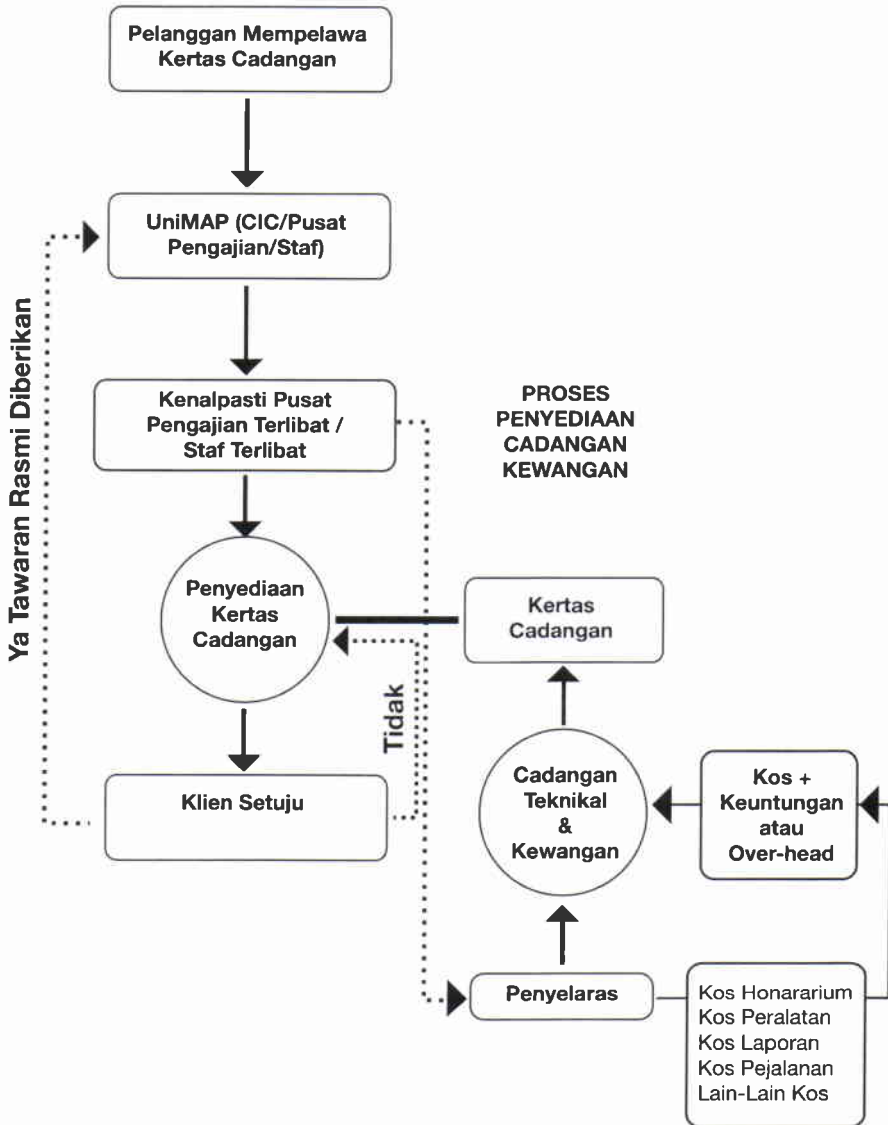 Pelanggan Mempelawa
Kertas Cadangan
UniMAP (CIC/Pusat
Pengajian/Staf)
Ya Tawaran Rasmi Diberikan
Kenalpasti Pusat
Pengajian Terlibat /
Staf Terlibat
PROSES
PENYEDIAAN
CADANGAN
KEWANGAN
Penyediaan
Kertas
Cadangan
Kertas
Cadangan
Tidak
Klien Setuju
Cadangan
Teknikal
&
Kewangan
Kos +
Keuntungan
atau
Over-head
Penyelaras
Kos Honararium
Kos Peralatan
Kos Laporan
Kos Pejalanan
Lain-Lain Kos